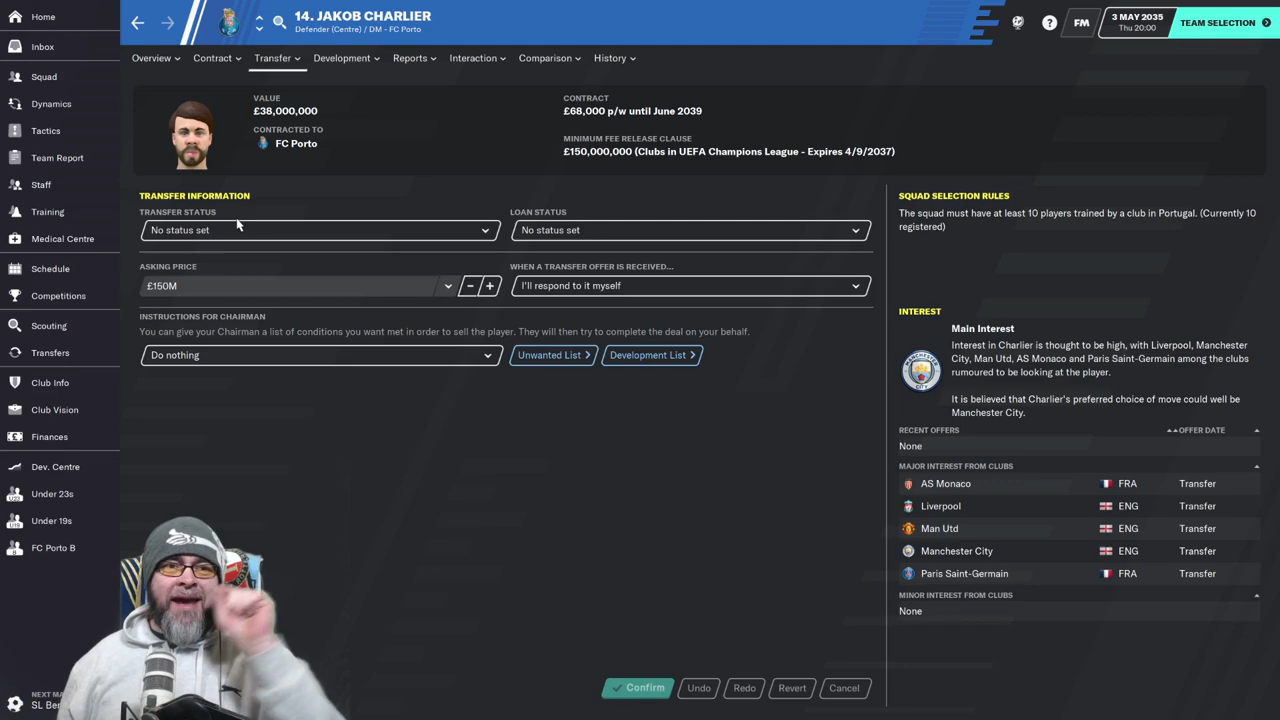 Home
Inbox
Squad
Dynamics
Tactics
Team Report
Staff
Training
Medical Centre
Schedule
Competitions
Scouting
Transfers
Club Info
Club Vision
Finances
Dev. Centre
Under 23s
Under 19s
FC Porto B
NEXT MA
SL Ben
14. JAKOB CHARLIER
Defender (Centre) / DM - FC Porto
FM
3 MAY 2035
Thu 20:00
TEAM SELECTION
Overview
Contract
Transfer
Development
Reports
Interaction
Comparison
History
VALUE
£38,000,000
CONTRACTED TO
FC Porto
CONTRACT
£68,000 p/w until June 2039
MINIMUM FEE RELEASE CLAUSE
£150,000,000 (Clubs in UEFA Champions League - Expires 4/9/2037)
TRANSFER INFORMATION
TRANSFER STATUS
No status set
LOAN STATUS
No status set
ASKING PRICE
£150M
WHEN A TRANSFER OFFER IS RECEIVED...
I'll respond to it myself
INSTRUCTIONS FOR CHAIRMAN
You can give your Chairman a list of conditions you want met in order to sell the player. They will then try to complete the deal on your behalf.
Do nothing
Unwanted List
Development List
Confirm
Undo
Redo
Revert
Cancel
SQUAD SELECTION RULES
The squad must have at least 10 players trained by a club in Portugal. (Currently 10
registered)
INTEREST
Main Interest
Interest in Charlier is thought to be high, with Liverpool, Manchester
City, Man Utd, AS Monaco and Paris Saint-Germain among the clubs
rumoured to be looking at the player.
It is believed that Charlier's preferred choice of move could well be
Manchester City.
RECENT OFFERS
OFFER DATE
None
MAJOR INTEREST FROM CLUBS
AS Monaco FRA Transfer
Liverpool ENG Transfer
Man Utd ENG Transfer
Manchester City ENG Transfer
Paris Saint-Germain FRA Transfer
MINOR INTEREST FROM CLUBS
None